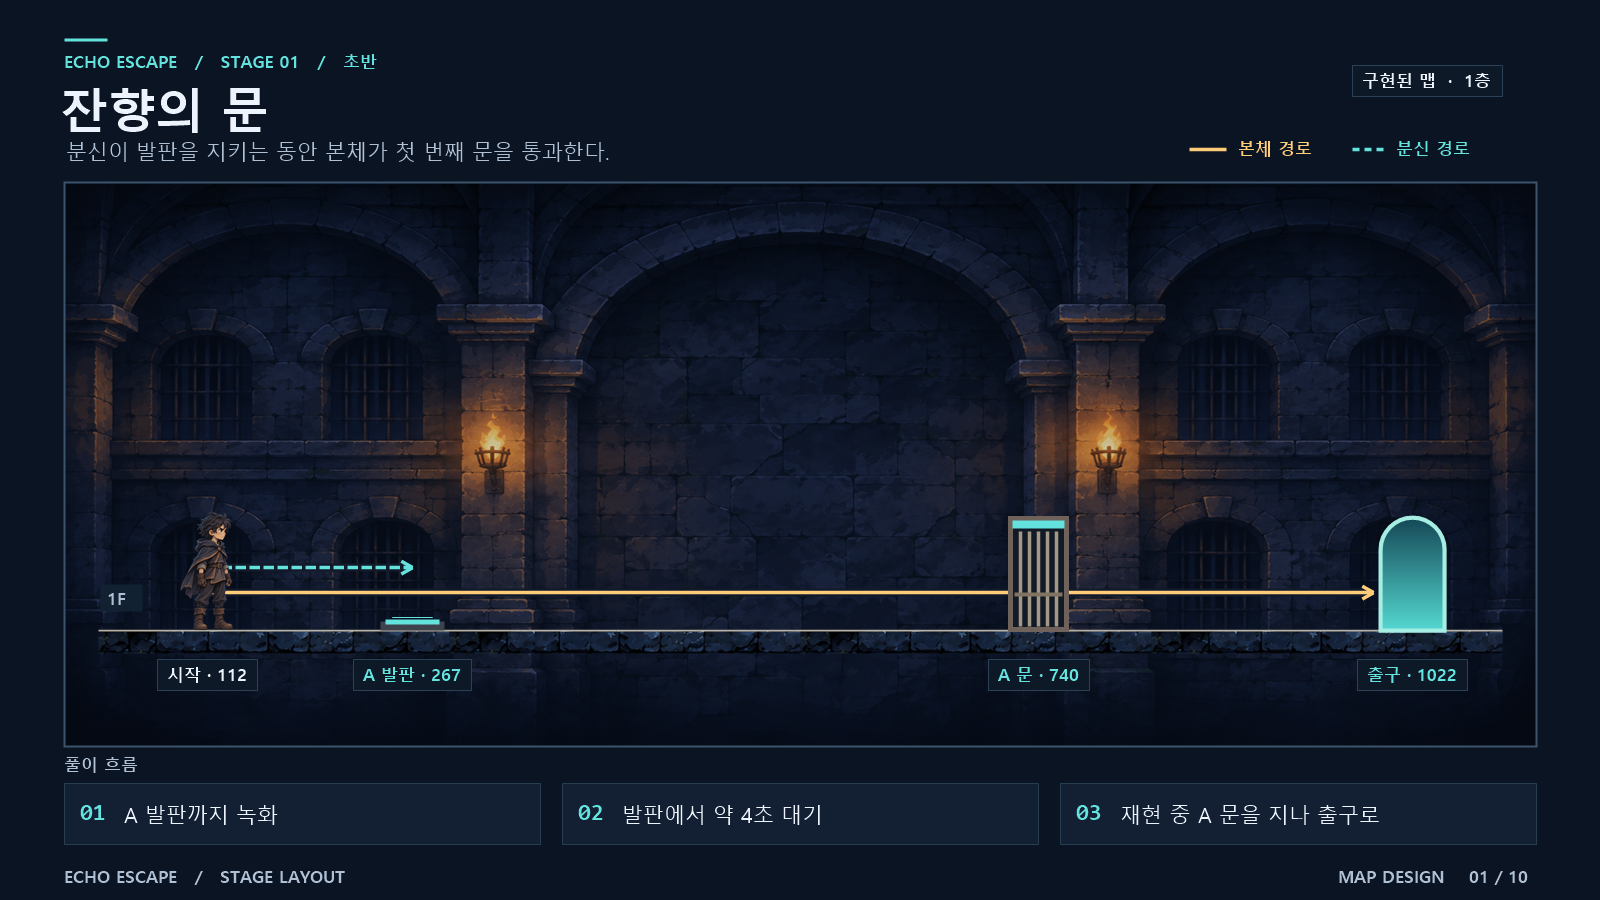 ECHO ESCAPE / STAGE 01 / 초반
잔향의 문
분신이 발판을 지키는 동안 본체가 첫 번째 문을 통과한다.
구현된 맵 · 1층
본체 경로
분신 경로
1F
시작 · 112
A 발판 · 267
A 문 · 740
출구 · 1022
풀이 흐름
01 A 발판까지 녹화
02 발판에서 약 4초 대기
03 재현 중 A 문을 지나 출구로
ECHO ESCAPE / STAGE LAYOUT
MAP DESIGN 01 / 10